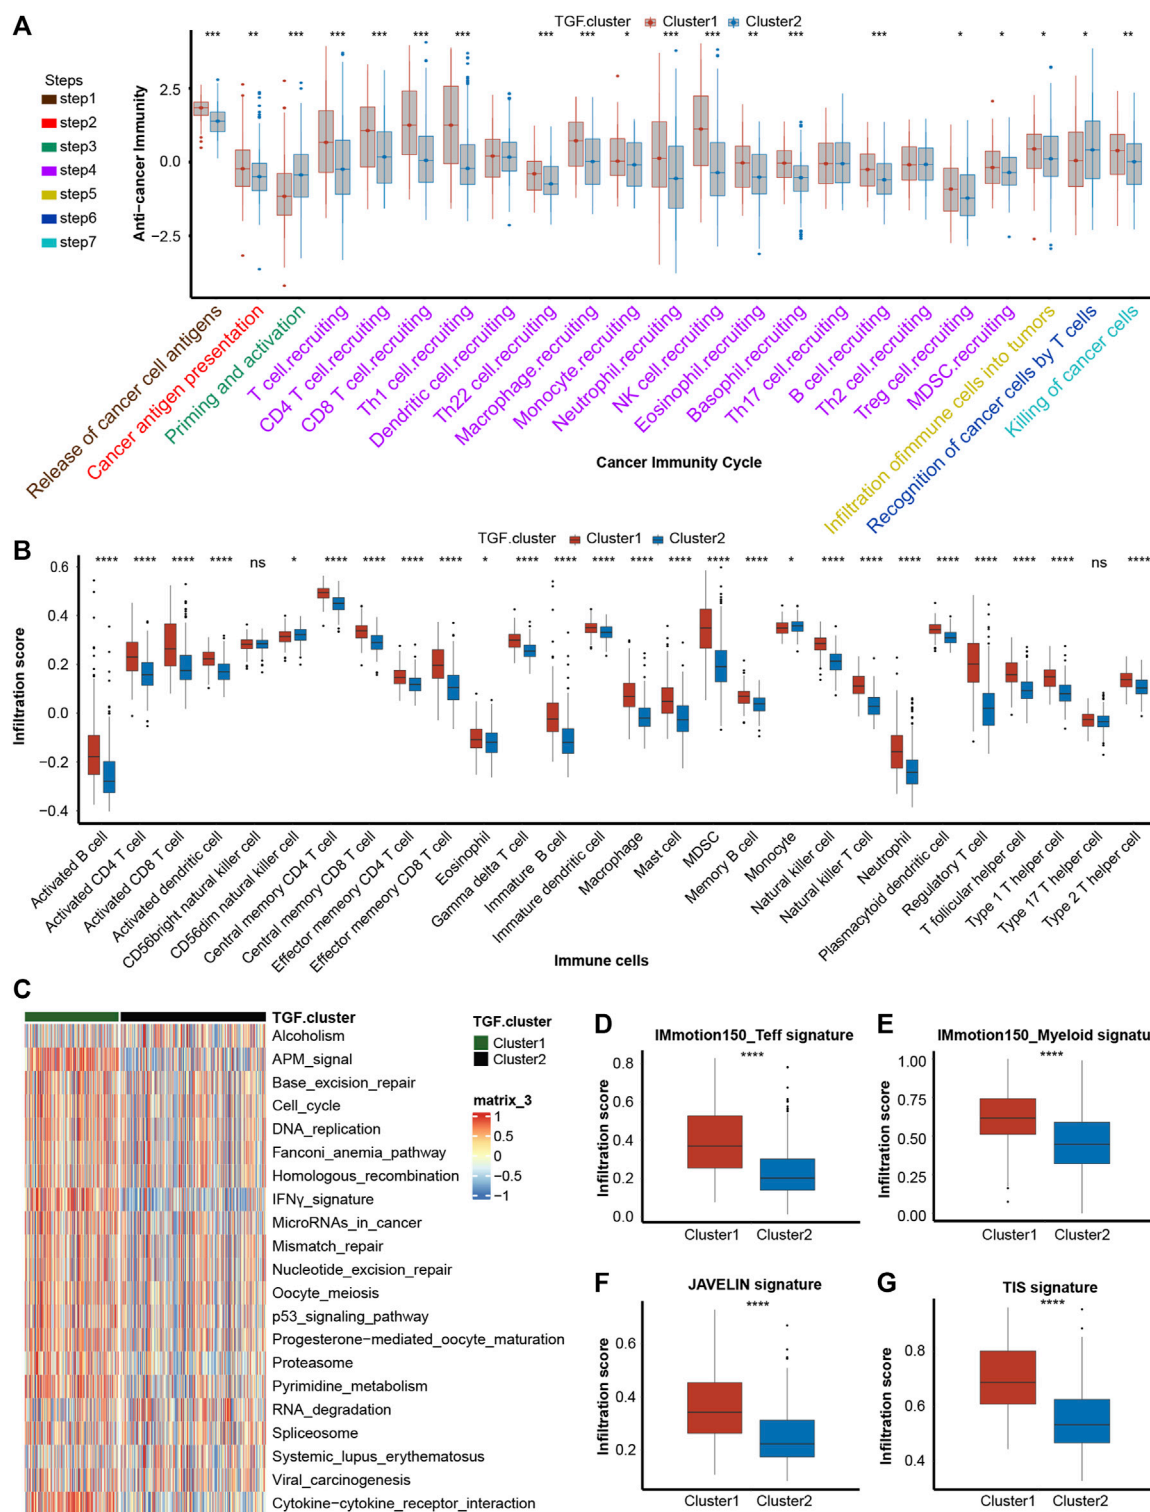 A
TGF.cluster Cluster1 Cluster2
*** ** *** *** *** *** *** *** *** * *** *** ** *** *** * * * * **
Steps
step1
step2
step3
step4
step5
step6
step7
Anti-cancer Immunity
2.5
0.0
−2.5
Release of cancer cell antigens
Cancer antigen presentation
Priming and activation
T cell.recruiting
CD4 T cell.recruiting
CD8 T cell.recruiting
Th1 cell.recruiting
Dendritic cell.recruiting
Th22 cell.recruiting
Macrophage.recruiting
Monocyte.recruiting
Neutrophil.recruiting
NK cell.recruiting
Eosinophil.recruiting
Basophil.recruiting
Th17 cell.recruiting
B cell.recruiting
Th2 cell.recruiting
Treg cell.recruiting
MDSC.recruiting
Infiltration ofimmune cells into tumors
Recognition of cancer cells by T cells
Killing of cancer cells
Cancer Immunity Cycle
B
TGF.cluster Cluster1 Cluster2
**** **** **** **** ns * **** **** **** **** * **** **** **** **** **** **** **** * **** **** **** **** **** **** **** ns ****
Infiltration score
0.6
0.4
0.2
0.0
−0.2
−0.4
Activated B cell
Activated CD4 T cell
Activated CD8 T cell
Activated dendritic cell
CD56bright natural killer cell
CD56dim natural killer cell
Central memory CD4 T cell
Central memory CD8 T cell
Effector memory CD4 T cell
Effector memeory CD8 T cell
Eosinophil
Gamma delta T cell
Immature B cell
Immature dendritic cell
Macrophage
Mast cell
MDSC
Memory B cell
Monocyte
Natural killer cell
Natural killer T cell
Neutrophil
Plasmacytoid dendritic cell
Regulatory T cell
T follicular helper cell
Type 1 T helper cell
Type 17 T helper cell
Type 2 T helper cell
Immune cells
C
TGF.cluster
Alcoholism
APM_signal
Base_excision_repair
Cell_cycle
DNA_replication
Fanconi_anemia_pathway
Homologous_recombination
IFNγ_signature
MicroRNAs_in_cancer
Mismatch_repair
Nucleotide_excision_repair
Oocyte_meiosis
p53_signaling_pathway
Progesterone−mediated_oocyte_maturation
Proteasome
Pyrimidine_metabolism
RNA_degradation
Spliceosome
Systemic_lupus_erythematosus
Viral_carcinogenesis
Cytokine−cytokine_receptor_interaction
TGF.cluster
Cluster1
Cluster2
matrix_3
1
0.5
0
−0.5
−1
D
IMmotion150_Teff signature
****
Infiltration score
0.8
0.6
0.4
0.2
0.0
Cluster1 Cluster2
E
IMmotion150_Myeloid signatu
****
Infiltration score
1.00
0.75
0.50
0.25
0.00
Cluster1 Cluster2
F
JAVELIN signature
****
Infiltration score
0.6
0.4
0.2
Cluster1 Cluster2
G
TIS signature
****
Infiltration score
0.8
0.6
0.4
Cluster1 Cluster2